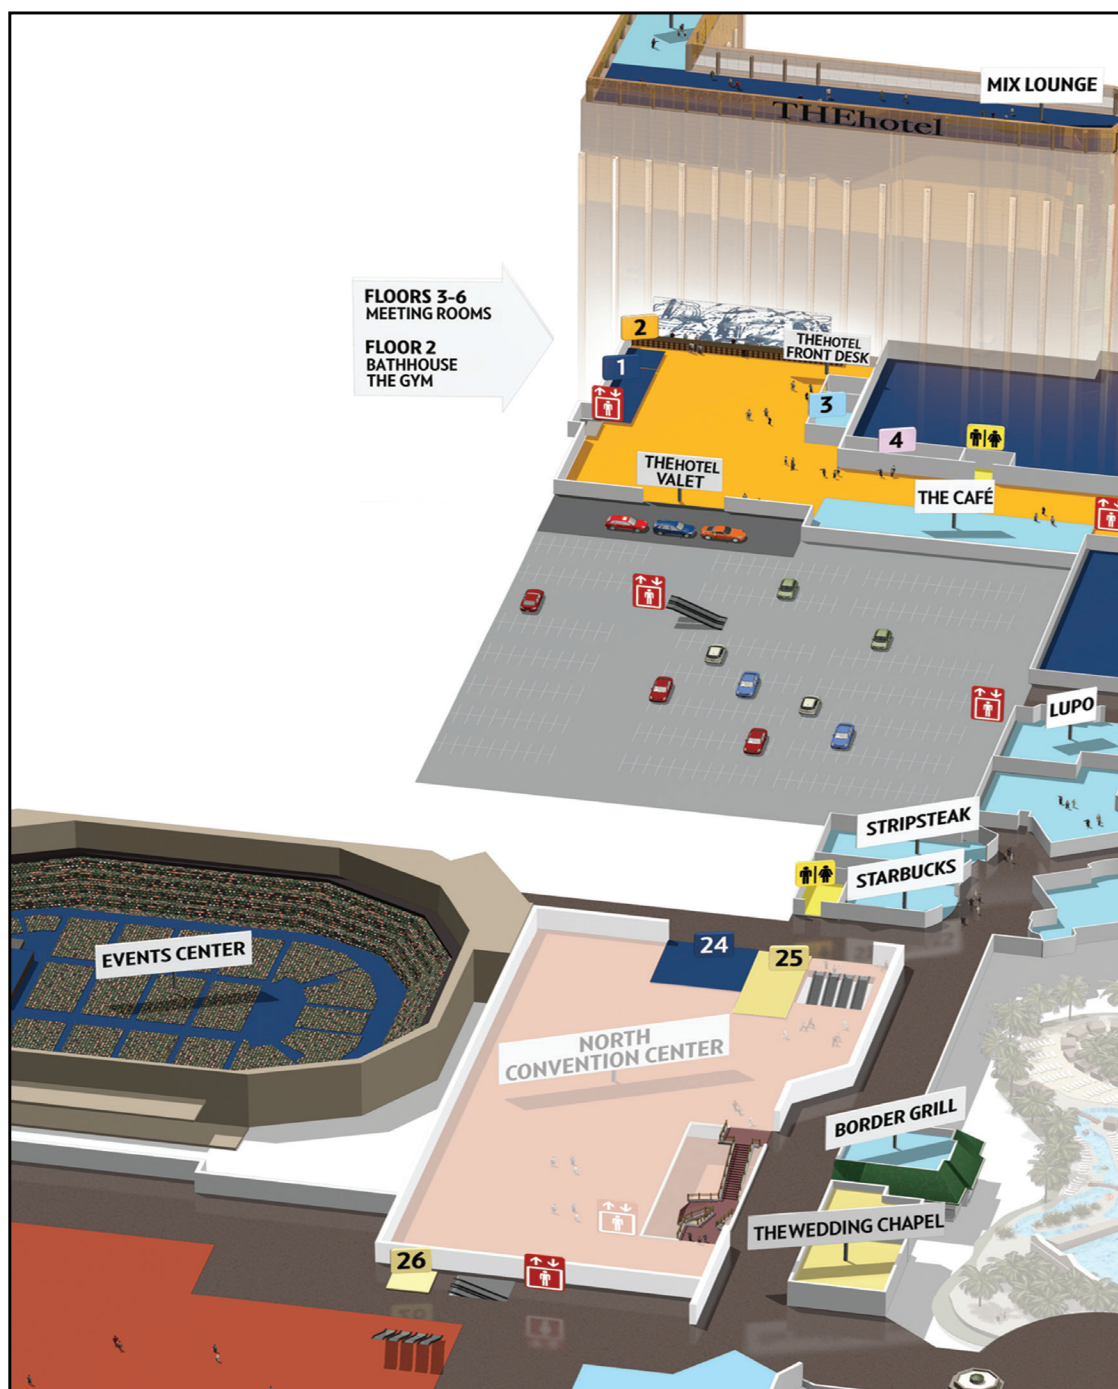 MIX LOUNGE
THEhotel
FLOORS 3-6
MEETING ROOMS
FLOOR 2
BATHHOUSE
THE GYM
2
1
THEHOTEL
FRONT DESK
3
4
THEHOTEL
VALET
THE CAFÉ
LUPO
STRIPSTEAK
STARBUCKS
EVENTS CENTER
24
25
NORTH
CONVENTION CENTER
BORDER GRILL
THE WEDDING CHAPEL
26